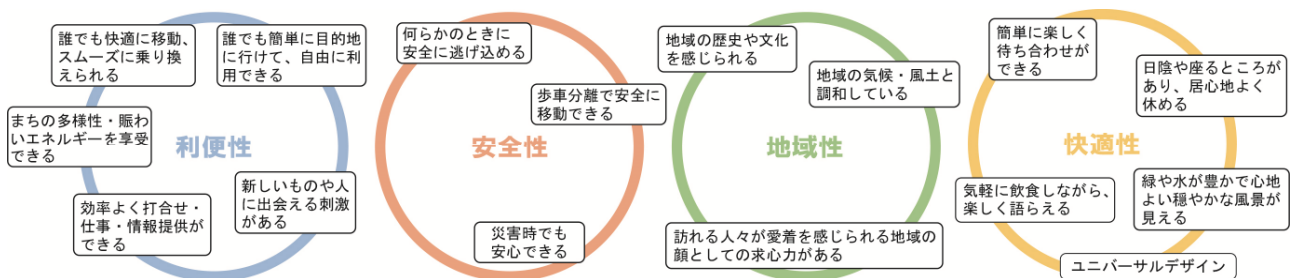 誰でも快適に移動、
スムーズに乗り換
えられる
誰でも簡単に目的地
に行けて、自由に利
用できる
まちの多様性・賑わ
いエネルギーを享受
できる
利便性
新しいものや人
に出会える刺激
がある
効率よく打合せ・
仕事・情報提供が
できる
何らかのときに
安全に逃げ込める
歩車分離で安全に
移動できる
安全性
災害時でも
安心できる
地域の歴史や文化
を感じられる
地域の気候・風土と
調和している
地域性
訪れる人々が愛着を感じられる地域の
顔としての求心力がある
簡単に楽しく
待ち合わせが
できる
日陰や座るところが
あり、居心地よく
休める
快適性
気軽に飲食しながら、
楽しく語らえる
緑や水が豊かで心地
よい穏やかな風景が
見える
ユニバーサルデザイン